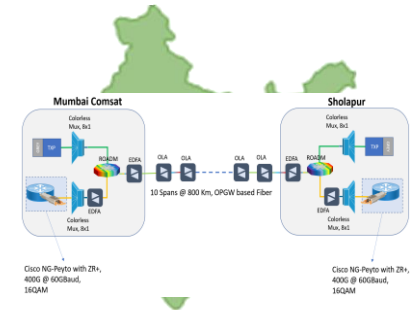 Mumbai Comsat
Sholapur
Colorless
Mux, 8x1
Colorless
Mux, 8x1
TXP
ROADM
EDFA
OLA
OLA
OLA
OLA
EDFA
ROADM
TXP
10 Spans @ 800 Km, OPGW based Fiber
EDFA
Colorless
Mux, 8x1
EDFA
Colorless
Mux, 8x1
Cisco NG-Peyto with ZR+,
400G @ 60GBaud,
16QAM
Cisco NG-Peyto with ZR+,
400G @ 60GBaud,
16QAM